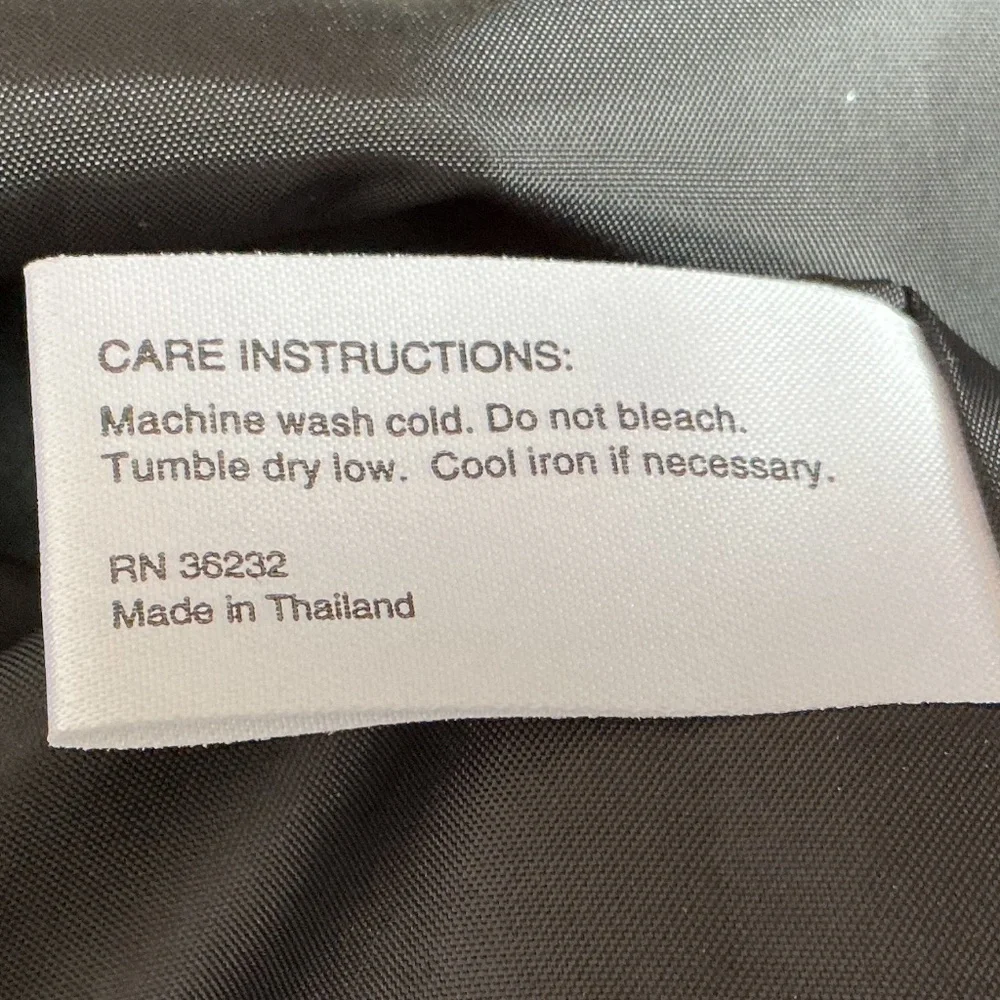 CARE INSTRUCTIONS:
Machine wash cold. Do not bleach.
Tumble dry low. Cool iron if necessary.
RN 36232
Made in Thailand